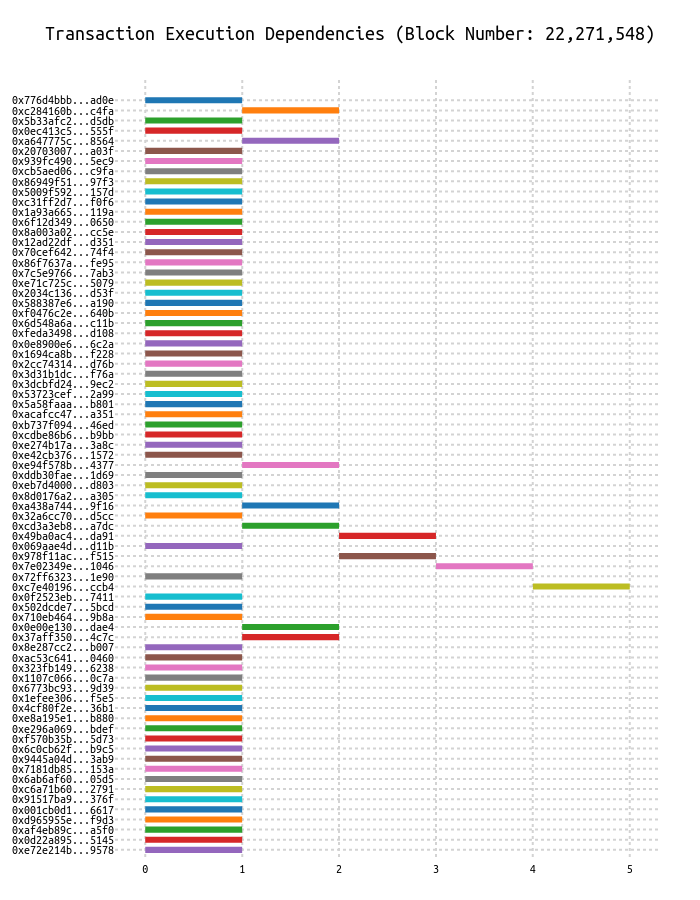 Transaction Execution Dependencies (Block Number: 22,271,548)
0x776d4bbb...ad0e
0xc284160b...c4fa
0x5b33afc2...d5db
0x0ec413c5...555f
0xa647775c...8564
0x20703007...a03f
0x939fc490...5ec9
0xcb5aed06...c9fa
0x86949f51...97f3
0x5009f592...157d
0xc31ff2d7...f0f6
0x1a93a665...119a
0x6f12d349...0650
0x8a003a02...cc5e
0x12ad22df...d351
0x70cef642...74f4
0x86f7637a...fe95
0x7c5e9766...7ab3
0xe71c725c...5079
0x2034c136...d53f
0x588387e6...a190
0xf0476c2e...640b
0x6d548a6a...c11b
0xfeda3498...d108
0x0e8900e6...6c2a
0x1694ca8b...f228
0x2cc74314...d76b
0x3d31b1dc...f76a
0x3dcbfd24...9ec2
0x53723cef...2a99
0x5a58faaa...b801
0xacafcc47...a351
0xb737f094...46ed
0xcdbe86b6...b9bb
0xe274b17a...3a8c
0xe42cb376...1572
0xe94f578b...4377
0xddb30fae...1d69
0xeb7d4000...d803
0x8d0176a2...a305
0xa438a744...9f16
0x32a6cc70...d5cc
0xcd3a3eb8...a7dc
0x49ba0ac4...da91
0x069aae4d...d11b
0x978f11ac...f515
0x7e02349e...1046
0x72ff6323...1e90
0xc7e40196...ccb4
0x0f2523eb...7411
0x502dcde7...5bcd
0x710eb464...9b8a
0x0e00e130...dae4
0x37aff350...4c7c
0x8e287cc2...b007
0xac53c641...0460
0x323fb149...6238
0x1107c066...0c7a
0x6773bc93...9d39
0x1efee306...f5e5
0x4cf80f2e...36b1
0xe8a195e1...b880
0xe296a069...bdef
0xf570b35b...5d73
0x6c0cb62f...b9c5
0x9445a04d...3ab9
0x7181db85...153a
0x6ab6af60...05d5
0xc6a71b60...2791
0x91517ba9...376f
0x001cb0d1...6617
0xd965955e...f9d3
0xaf4eb89c...a5f0
0x0d22a895...5145
0xe72e214b...9578
0 1 2 3 4 5